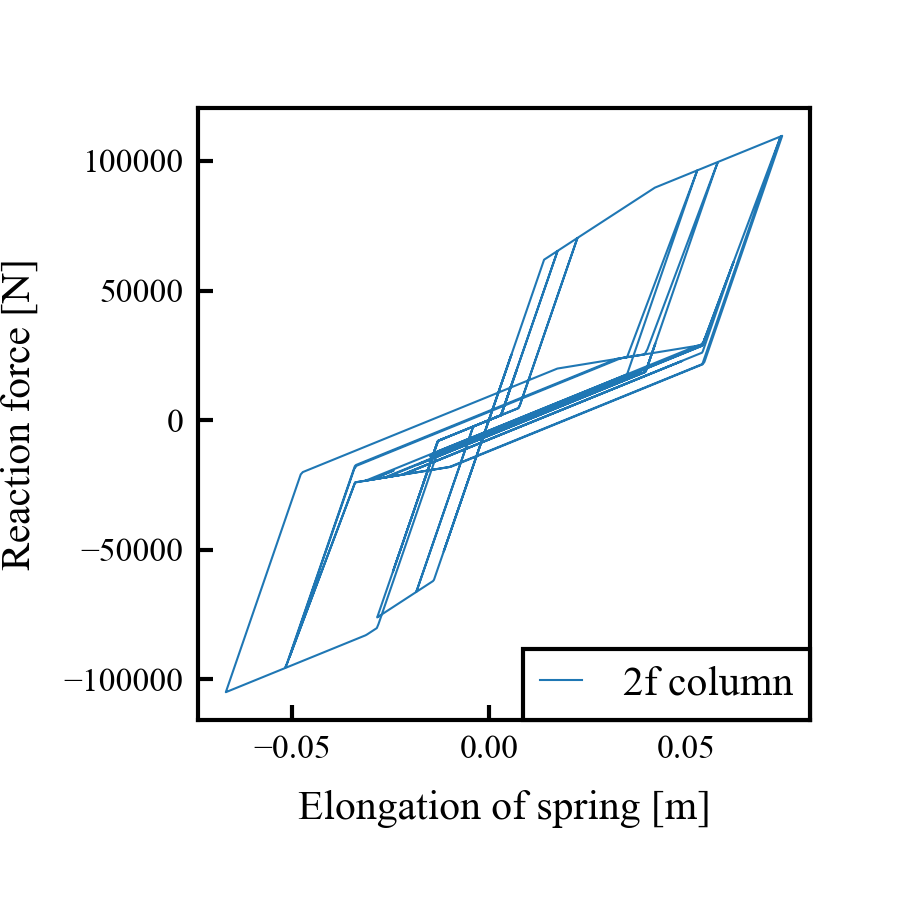 Reaction force [N]
100000
50000
0
−50000
−100000
2f column
−0.05
0.00
0.05
Elongation of spring [m]